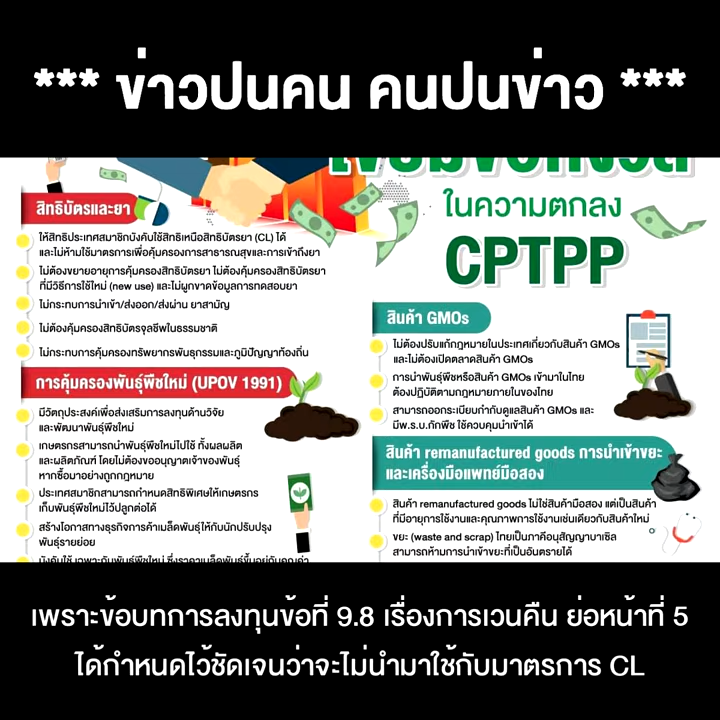 *** ข่าวปนคน คนปนข่าว ***
ในความตกลง
CPTPP
สิทธิบัตรและยา
ให้สิทธิประเทศสมาชิกบังคับใช้สิทธิเหนือสิทธิบัตรยา (CL) ได้
และไม่ห้ามใช้มาตรการเพื่อคุ้มครองการสาธารณสุขและการเข้าถึงยา
ไม่ต้องขยายอายุการคุ้มครองสิทธิบัตรยา ไม่ต้องคุ้มครองสิทธิบัตรยา
ที่มีวิธีการใช้ใหม่ (new use) และไม่ผูกขาดข้อมูลการทดสอบยา
ไม่กระทบการนำเข้า/ส่งออก/ส่งผ่าน ยาสามัญ
ไม่ต้องคุ้มครองสิทธิบัตรจุลชีพในธรรมชาติ
ไม่กระทบการคุ้มครองทรัพยากรพันธุกรรมและภูมิปัญญาท้องถิ่น
การคุ้มครองพันธุ์พืชใหม่ (UPOV 1991)
มีวัตถุประสงค์เพื่อส่งเสริมการลงทุนด้านวิจัย
และพัฒนาพันธุ์พืชใหม่
เกษตรกรสามารถนำพันธุ์พืชใหม่ไปใช้ ทั้งผลผลิต
และผลิตภัณฑ์ โดยไม่ต้องขออนุญาตเจ้าของพันธุ์
หากซื้อมาอย่างถูกกฎหมาย
ประเทศสมาชิกสามารถกำหนดสิทธิพิเศษให้เกษตรกร
เก็บพันธุ์พืชใหม่ไว้ปลูกต่อได้
สร้างโอกาสทางธุรกิจการค้าเมล็ดพันธุ์ให้กับนักปรับปรุง
พันธุ์รายย่อย
บังคับใช้ เฉพาะกับพันธุ์พืชใหม่ ซึ่งราคาเมล็ดพันธุ์ขึ้นอยู่กับคุณค่า
สินค้า GMOs
ไม่ต้องปรับแก้กฎหมายในประเทศเกี่ยวกับสินค้า GMOs
และไม่ต้องเปิดตลาดสินค้า GMOs
การนำพันธุ์พืชหรือสินค้า GMOs เข้ามาในไทย
ต้องปฏิบัติตามกฎหมายภายในของไทย
สามารถออกระเบียบกำกับดูแลสินค้า GMOs และ
มีพ.ร.บ.กักพืช ใช้ควบคุมนำเข้าได้
สินค้า remanufactured goods การนำเข้าขยะ
และเครื่องมือแพทย์มือสอง
สินค้า remanufactured goods ไม่ใช่สินค้ามือสอง แต่เป็นสินค้า
ที่มีอายุการใช้งานและคุณภาพการใช้งานเช่นเดียวกับสินค้าใหม่
ขยะ (waste and scrap) ไทยเป็นภาคีอนุสัญญาบาเซิล
สามารถห้ามการนำเข้าขยะที่เป็นอันตรายได้
เพราะข้อบทการลงทุนข้อที่ 9.8 เรื่องการเวนคืน ย่อหน้าที่ 5
ได้กำหนดไว้ชัดเจนว่าจะไม่นำมาใช้กับมาตรการ CL